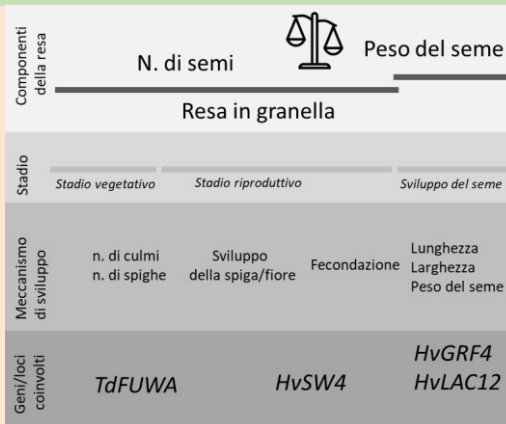 Componenti
della resa
N. di semi
Peso del seme
Resa in granella
Stadio
Stadio vegetativo
Stadio riproduttivo
Sviluppo del seme
Meccanismo
di sviluppo
n. di culmi
n. di spighe
Sviluppo
della spiga/fiore
Fecondazione
Lunghezza
Larghezza
Peso del seme
Geni/loci
coinvolti
TdFUWA
HvSW4
HvGRF4
HvLAC12